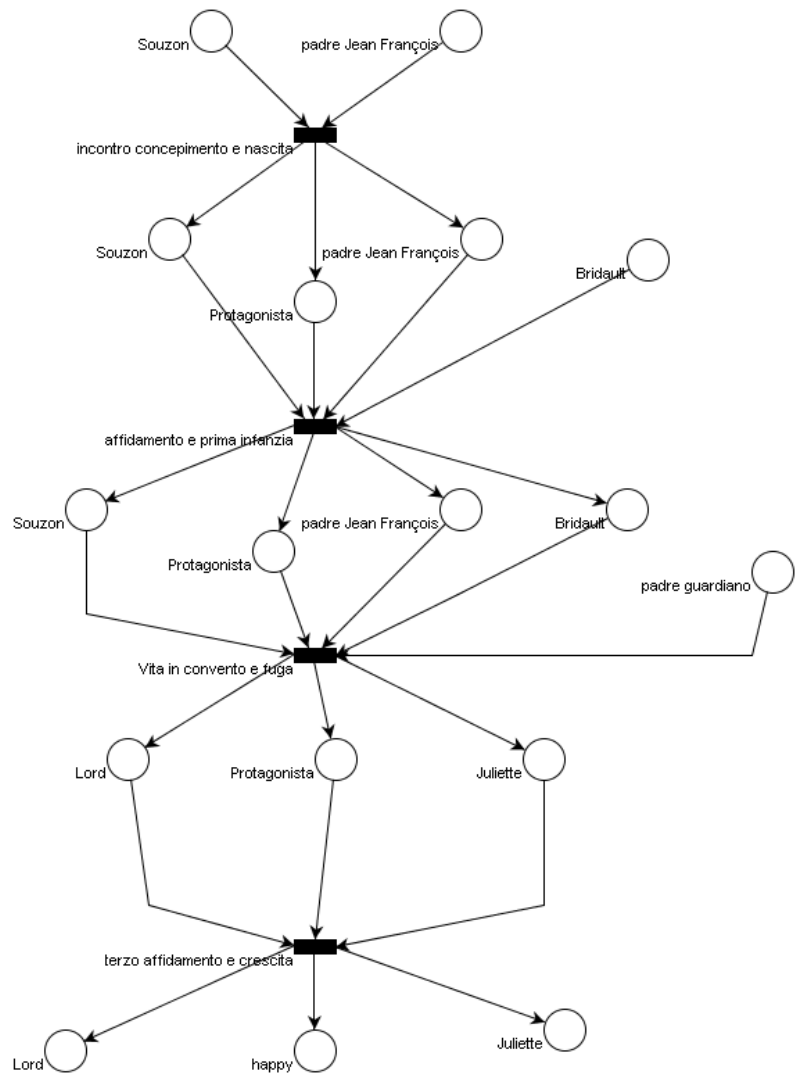 Souzon
padre Jean François
incontro concepimento e nascita
Souzon
padre Jean François
Bridault
Protagonista
affidamento e prima infanzia
Souzon
padre Jean François
Bridault
Protagonista
padre guardiano
Vita in convento e fuga
Lord
Protagonista
Juliette
terzo affidamento e crescita
Lord
happy
Juliette